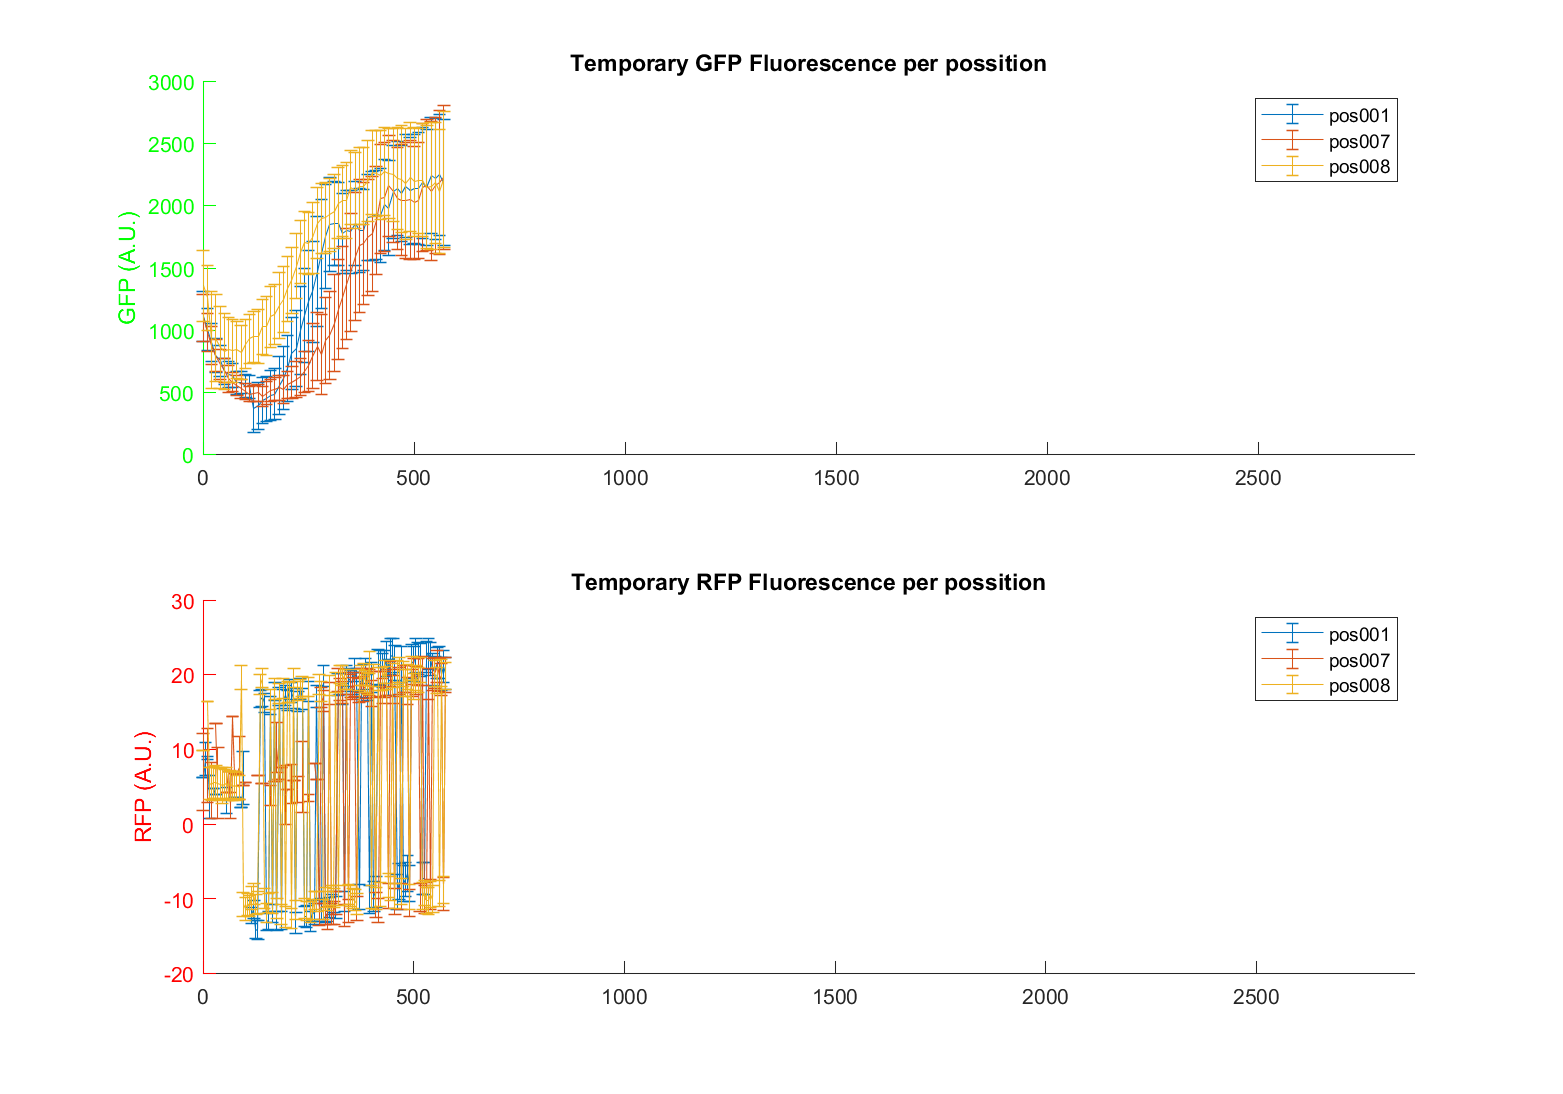 Temporary GFP Fluorescence per possition
3000
2500
2000
1500
1000
500
0
GFP (A.U.)
0 500 1000 1500 2000 2500
pos001
pos007
pos008
Temporary RFP Fluorescence per possition
30
20
10
0
-10
-20
RFP (A.U.)
0 500 1000 1500 2000 2500
pos001
pos007
pos008